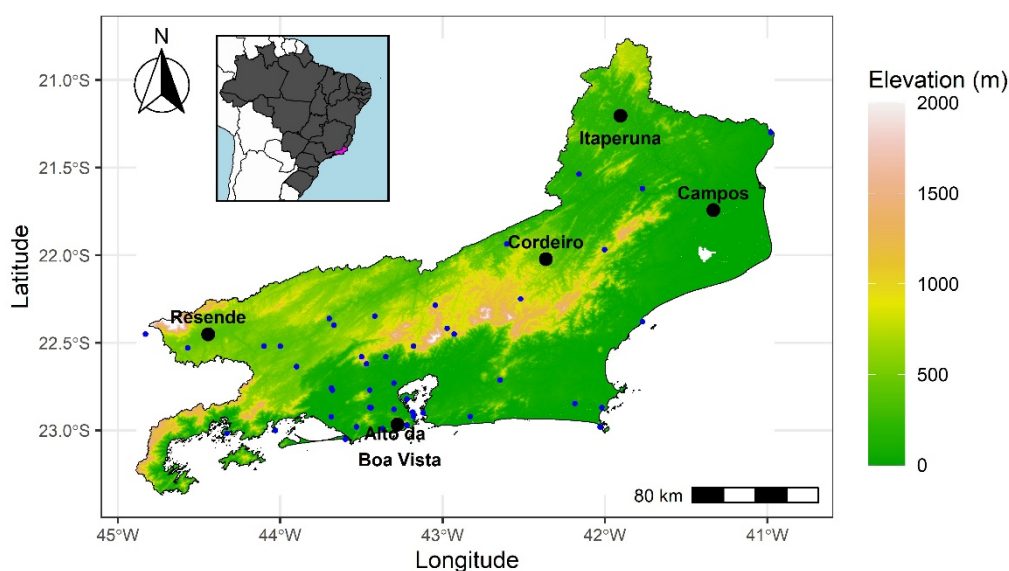 N
Elevation (m)
2000
1500
1000
500
0
21.0°S
21.5°S
22.0°S
22.5°S
23.0°S
Latitude
Itaperuna
Campos
Cordeiro
Resende
Alto da
Boa Vista
80 km
45°W
44°W
43°W
42°W
41°W
Longitude